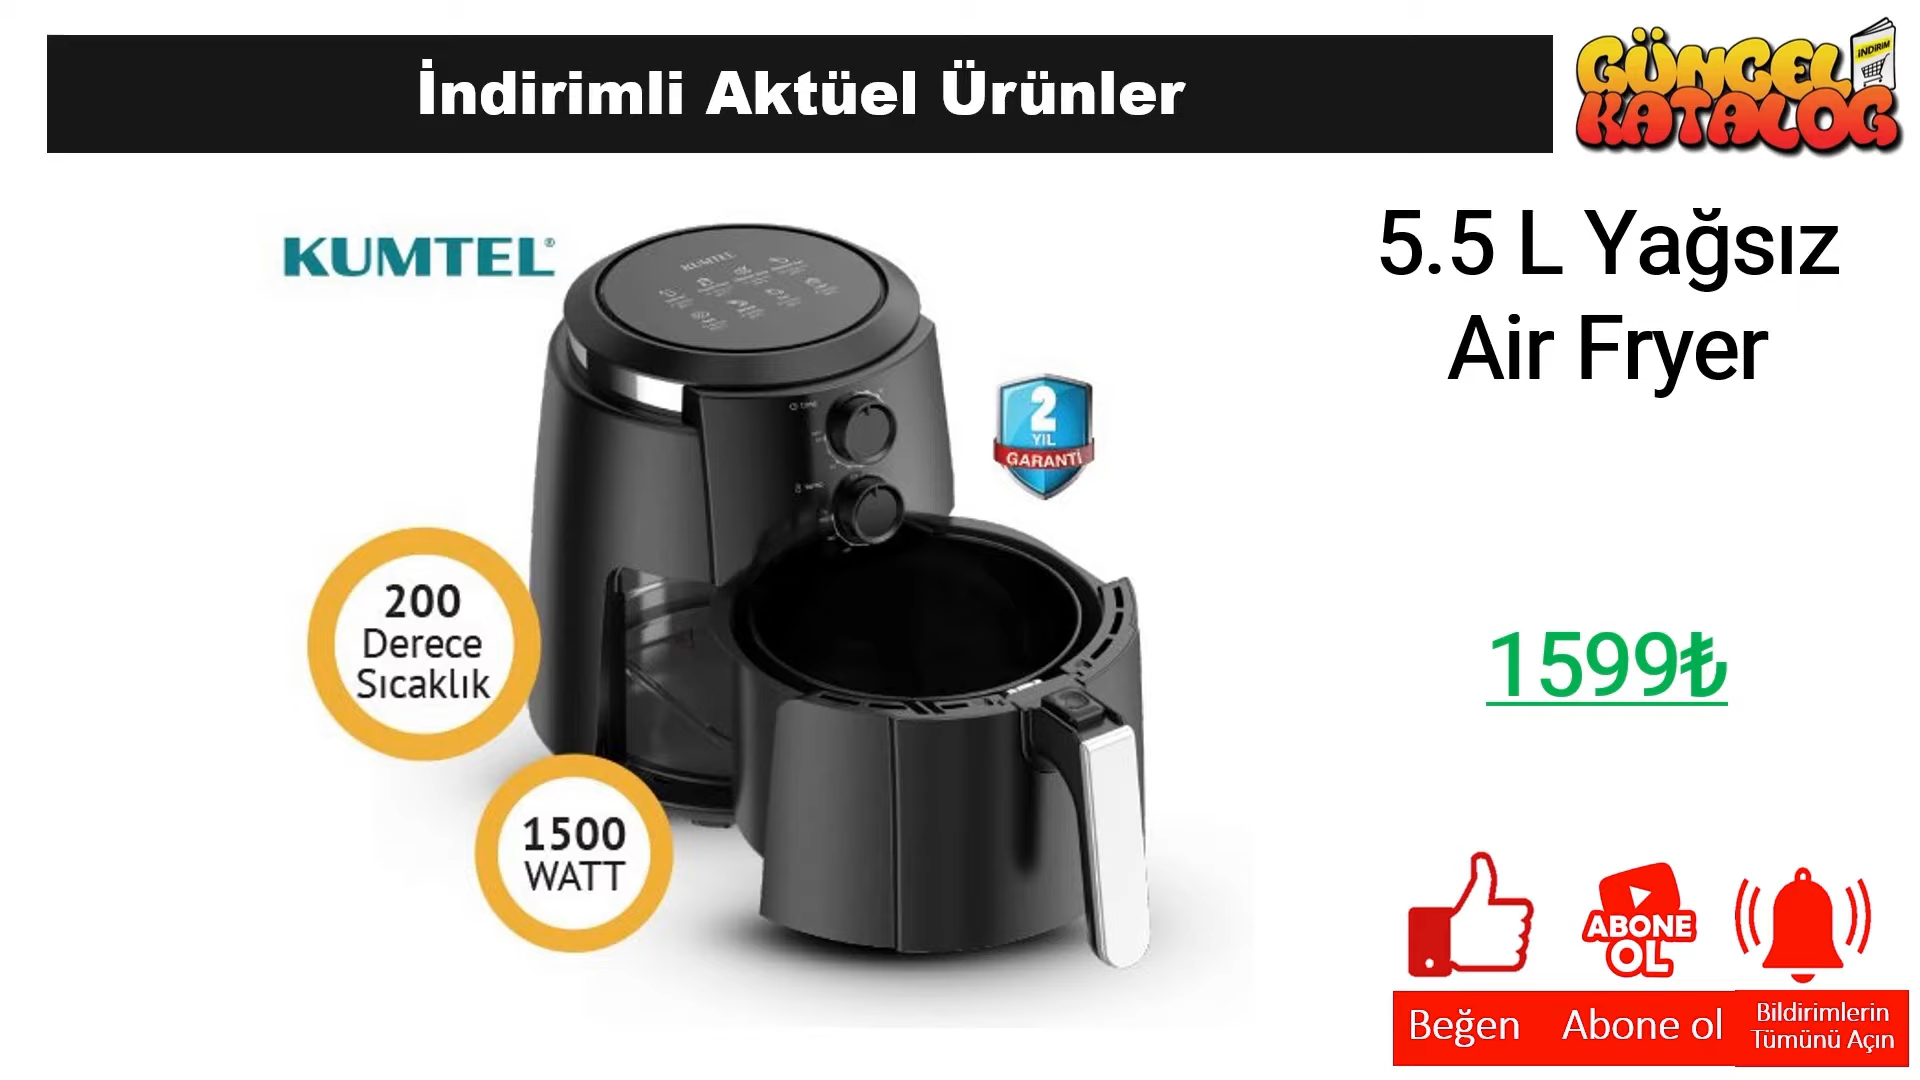 İndirimli Aktüel Ürünler
GÜNCEL
KATALOG
İNDİRİM
KUMTEL®
5.5 L Yağsız
Air Fryer
KUMTEL
2
YIL
GARANTİ
200
Derece
Sıcaklık
1599₺
1500
WATT
ABONE
OL
Beğen
Abone ol
Bildirimlerin
Tümünü Açın